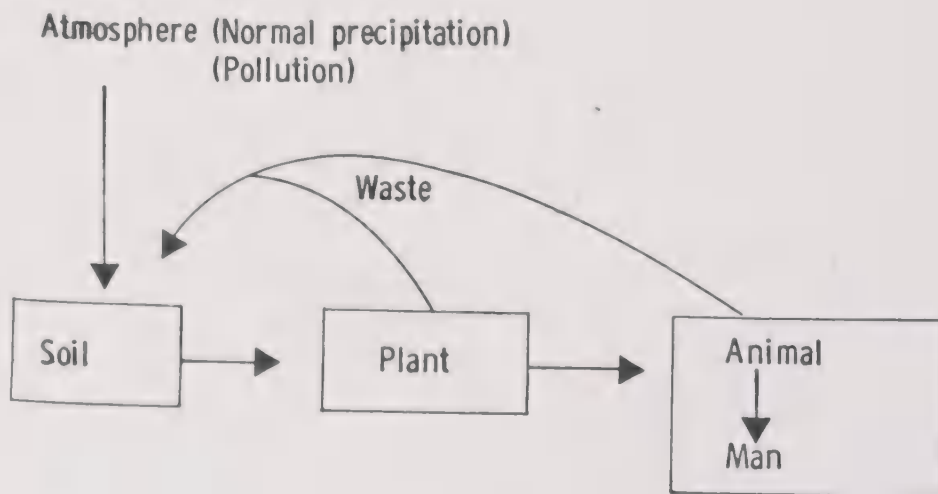 Atmosphere (Normal precipitation)
(Pollution)
Waste
Soil
Plant
Animal
Man